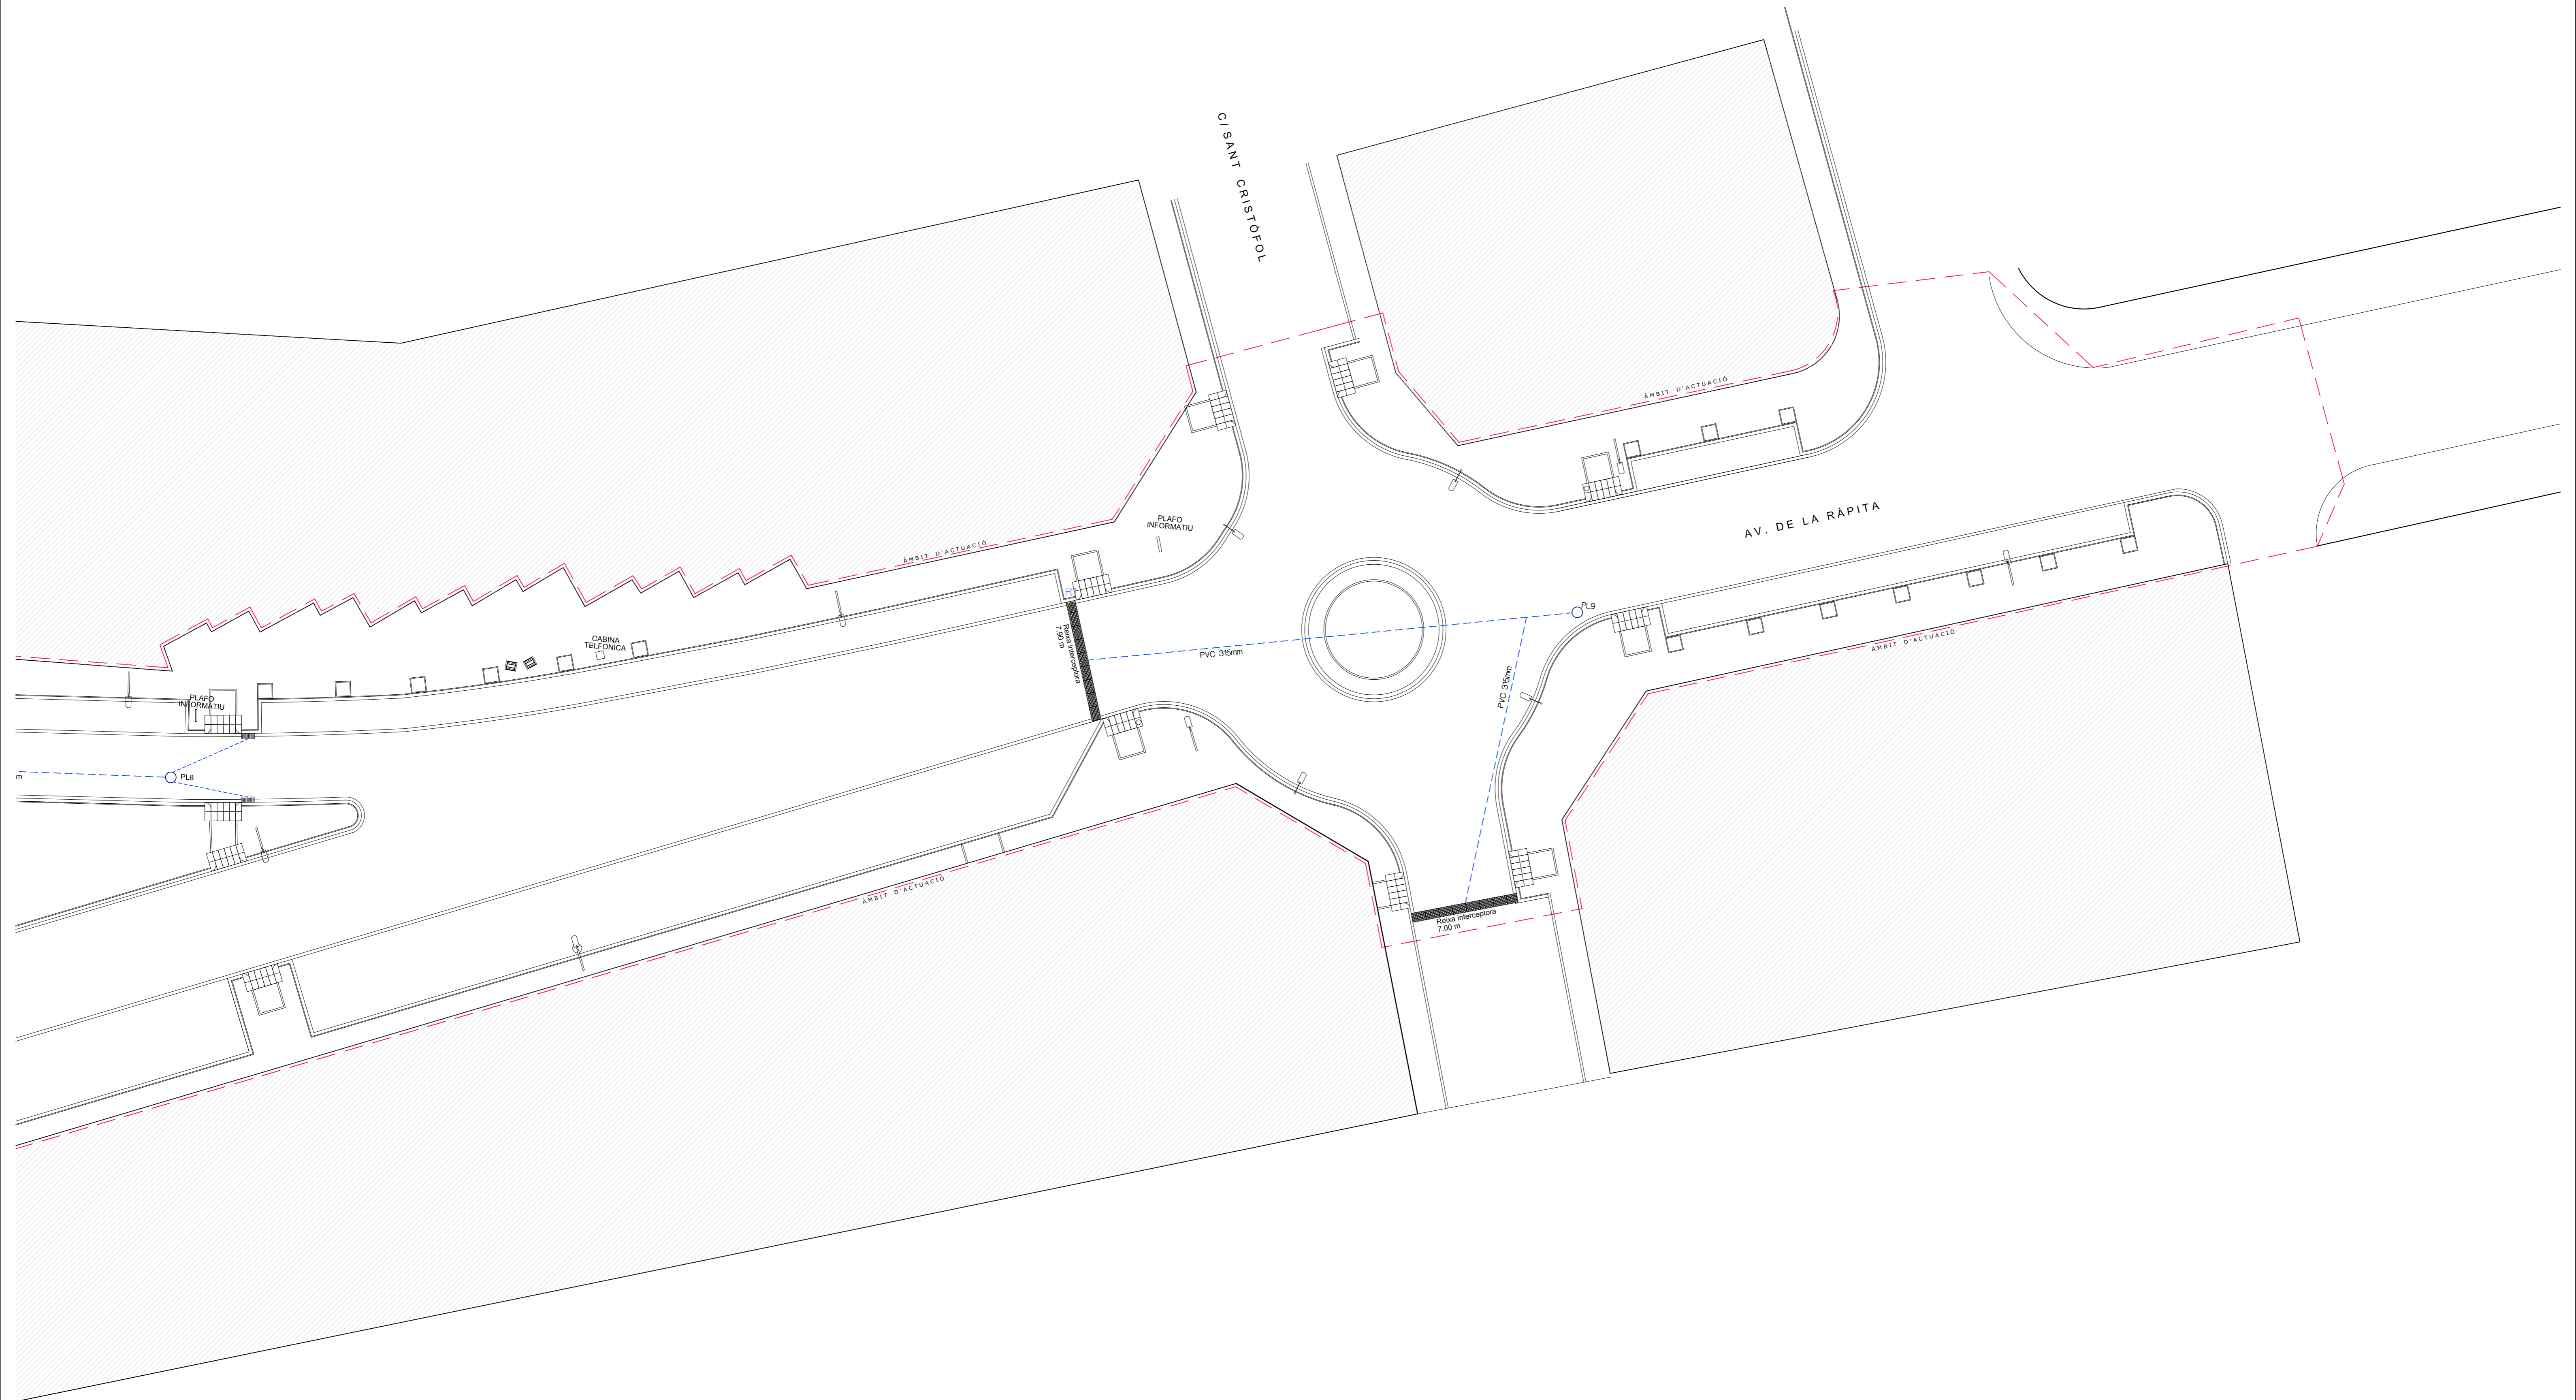 C/ SANT CRISTÒFOL
ÀMBIT D'ACTUACIÓ
AV. DE LA RÀPITA
PLAFO
INFORMATIU
ÀMBIT D'ACTUACIÓ
R
PL9
Reixa interceptora
7.90 m
CABINA
TELFONICA
ÀMBIT D'ACTUACIÓ
PVC 315mm
PVC 315mm
PLAFO
INFORMATIU
m
PL8
ÀMBIT D'ACTUACIÓ
Reixa interceptora
7.00 m